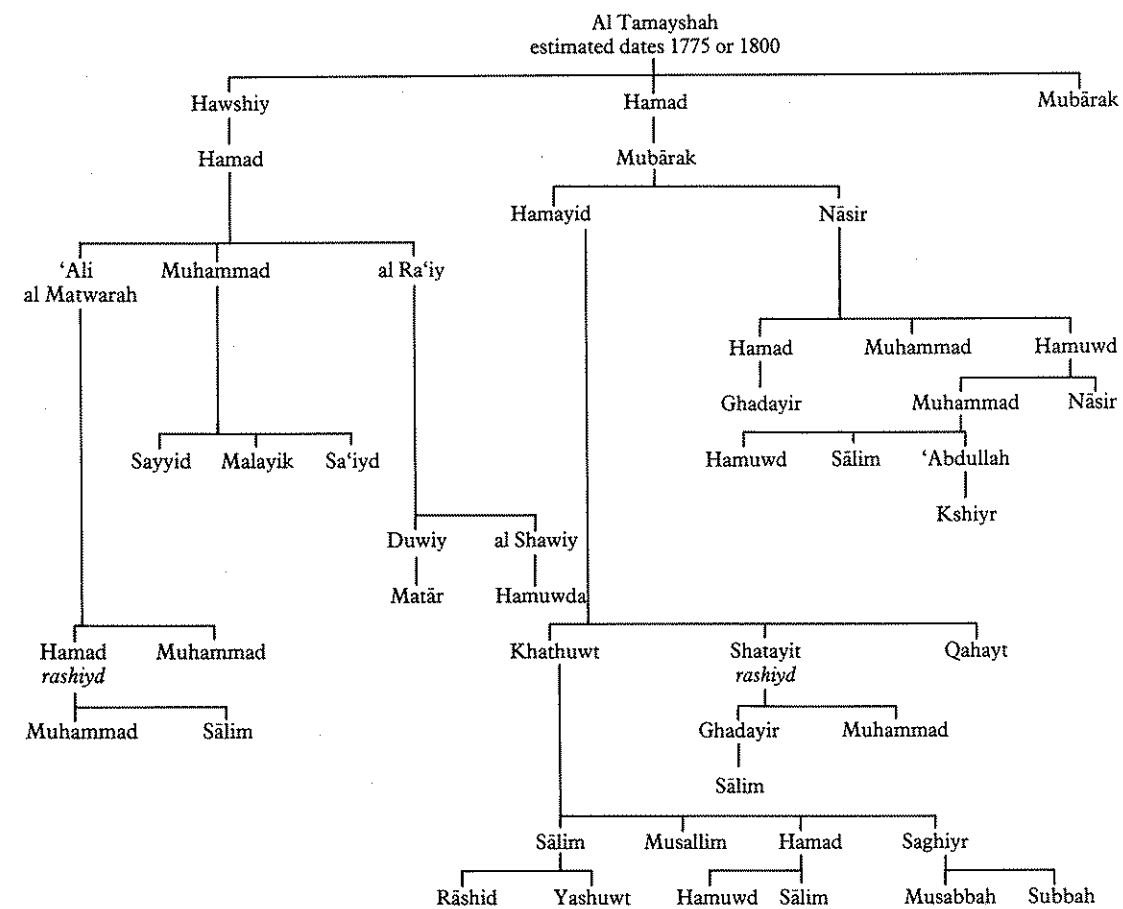 Al Tamayshah
estimated dates 1775 or 1800
Hawshiy Hamad Mubārak
Hamad Mubārak
Hamayid Nāsir
‘Ali Muhammad al Ra‘iy
al Matwarah
Hamad Muhammad Hamuwd
Ghadayir Muhammad Nāsir
Sayyid Malayik Sa‘iyd Hamuwd Sālim ‘Abdullah
Kshiyr
Duwiy al Shawiy
Matār Hamuwda
Hamad Muhammad Khathuwt Shatayit Qahayt
rashiyd rashiyd
Muhammad Sālim Ghadayir Muhammad
Sālim
Sālim Musallim Hamad Saghiyr
Rāshid Yashuwt Hamuwd Sālim Musabbah Subbah